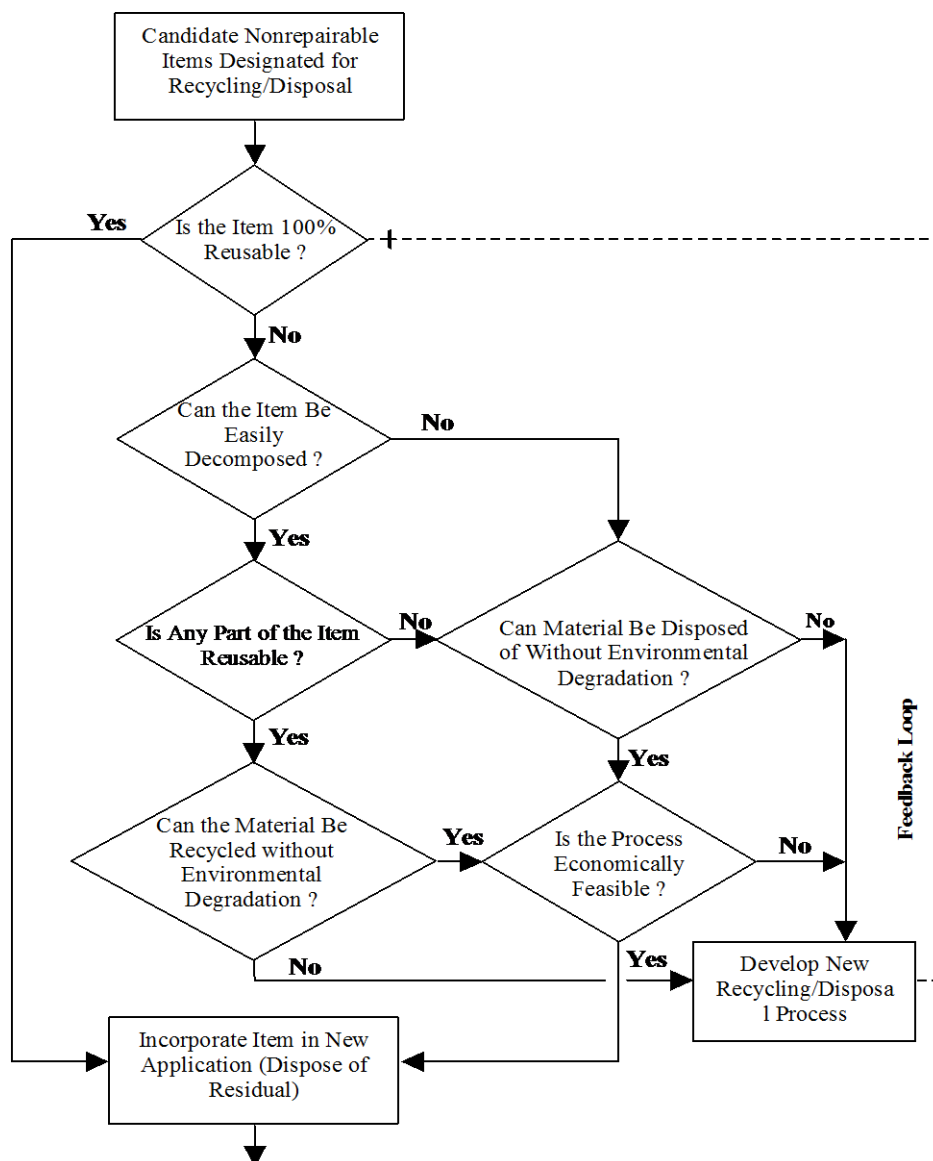 Candidate Nonrepairable
Items Designated for
Recycling/Disposal
Yes
Is the Item 100%
Reusable ?
No
Can the Item Be
Easily
Decomposed ?
No
Yes
Is Any Part of the Item
Reusable ?
No
Can Material Be Disposed
of Without Environmental
Degradation ?
No
Yes
Yes
Feedback Loop
Can the Material Be
Recycled without
Environmental
Degradation ?
Yes
Is the Process
Economically
Feasible ?
No
No
Yes
Develop New
Recycling/Disposa
l Process
Incorporate Item in New
Application (Dispose of
Residual)